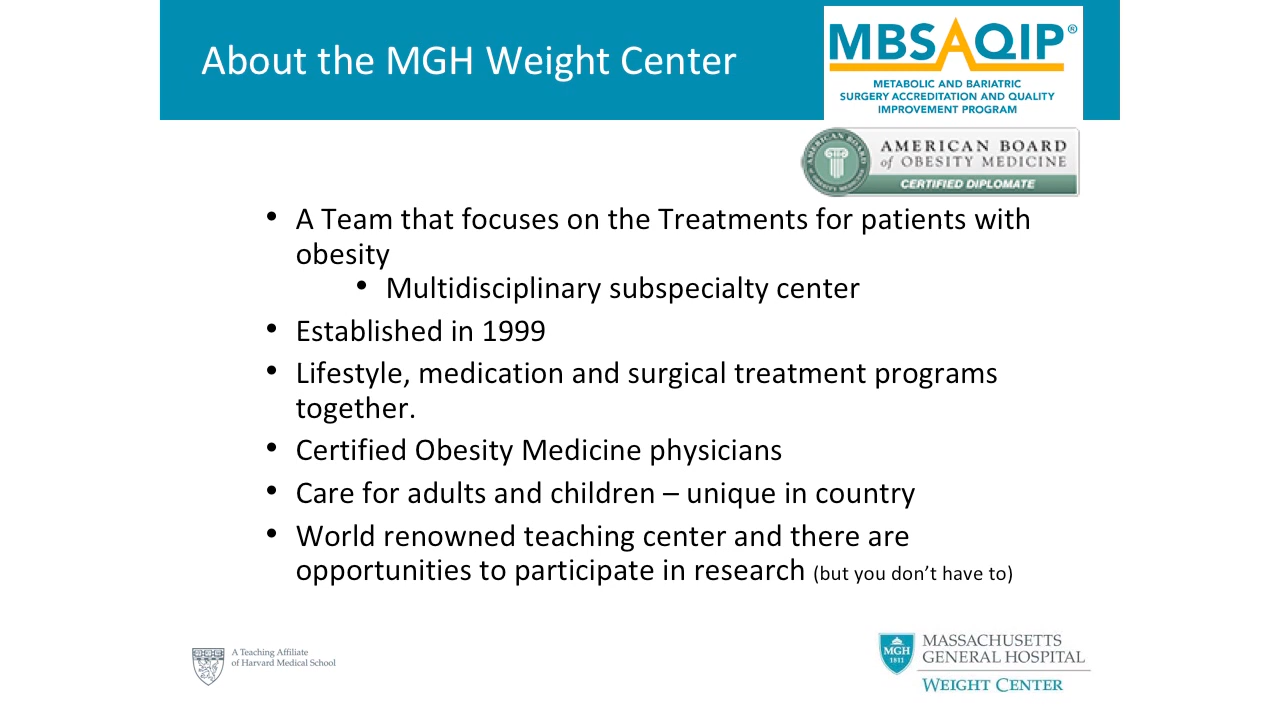 About the MGH Weight Center
MBSAQIP®
METABOLIC AND BARIATRIC
SURGERY ACCREDITATION AND QUALITY
IMPROVEMENT PROGRAM
AMERICAN BOARD
of OBESITY MEDICINE
CERTIFIED DIPLOMATE
• A Team that focuses on the Treatments for patients with
obesity
• Multidisciplinary subspecialty center
• Established in 1999
• Lifestyle, medication and surgical treatment programs
together.
• Certified Obesity Medicine physicians
• Care for adults and children – unique in country
• World renowned teaching center and there are
opportunities to participate in research (but you don’t have to)
A Teaching Affiliate
of Harvard Medical School
MGH
1811
MASSACHUSETTS
GENERAL HOSPITAL
WEIGHT CENTER